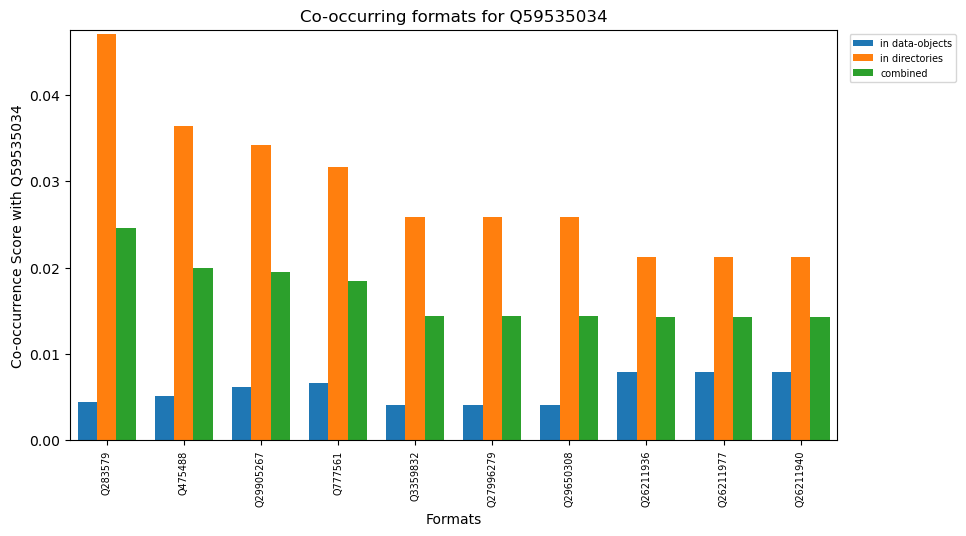 Co-occurring formats for Q59535034
in data-objects
in directories
combined
Co-occurrence Score with Q59535034
0.04
0.03
0.02
0.01
0.00
Q283579
Q475488
Q29905267
Q777561
Q3359832
Q27996279
Q29650308
Q26211936
Q26211977
Q26211940
Formats